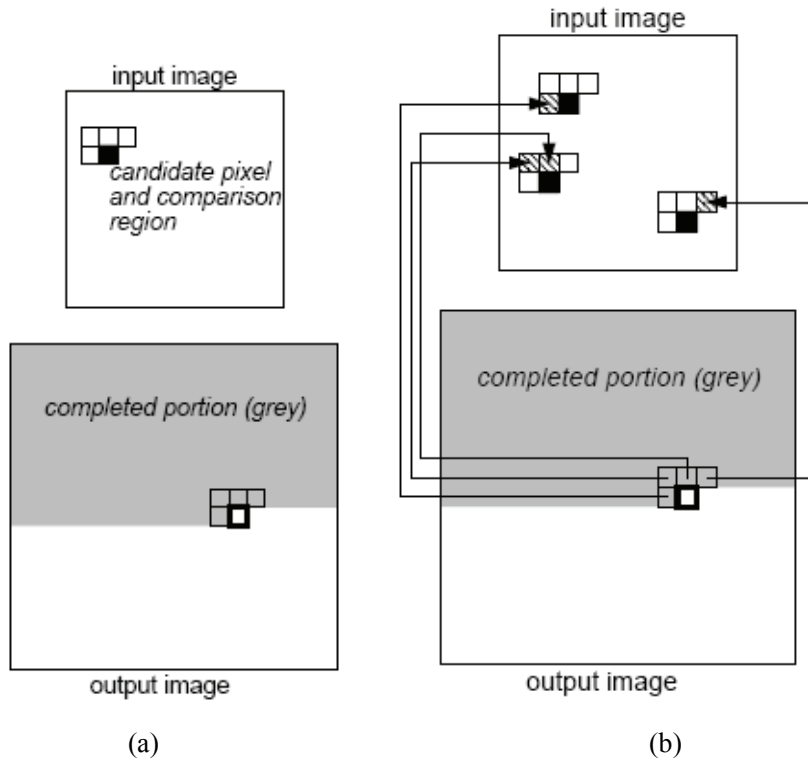 input image
candidate pixel
and comparison
region
completed portion (grey)
output image
(a)
input image
completed portion (grey)
output image
(b)